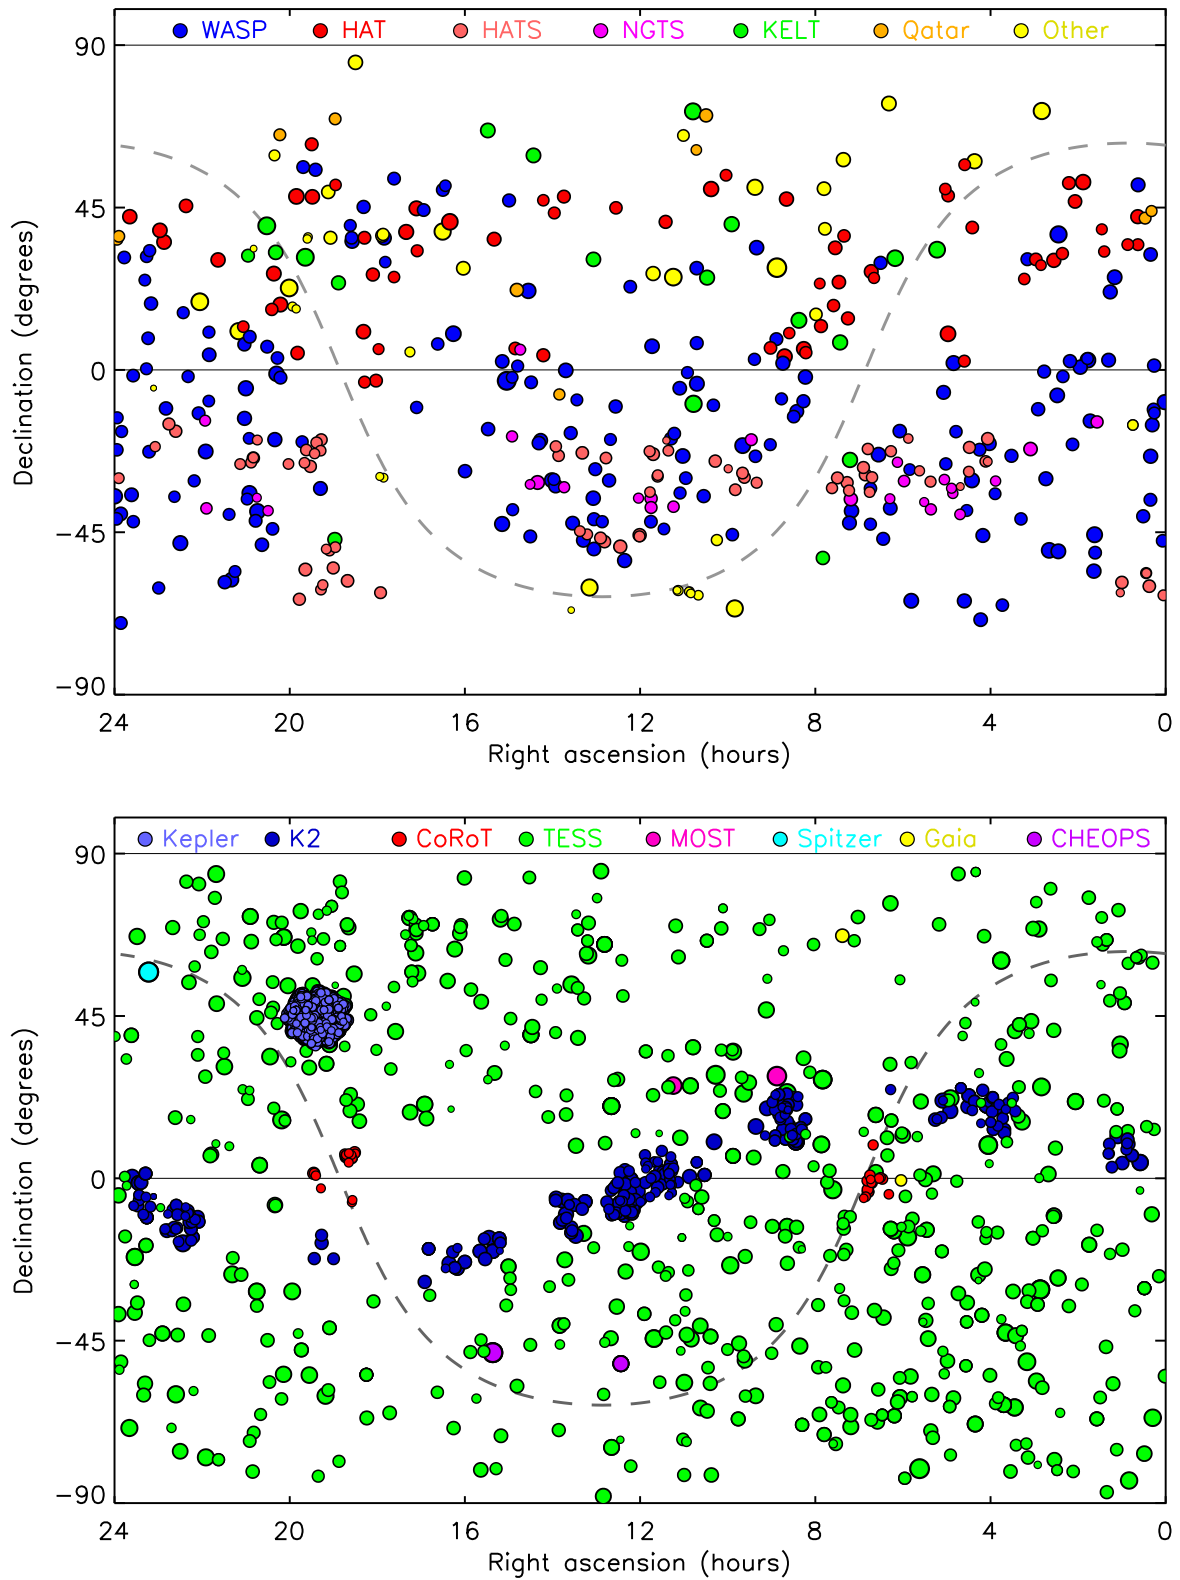 WASP HAT HATS NGTS KELT Qatar Other
90
45
0
−45
−90
Declination (degrees)
24 20 16 12 8 4 0
Right ascension (hours)
Kepler K2 CoRoT TESS MOST Spitzer Gaia CHEOPS
90
45
0
−45
−90
Declination (degrees)
24 20 16 12 8 4 0
Right ascension (hours)